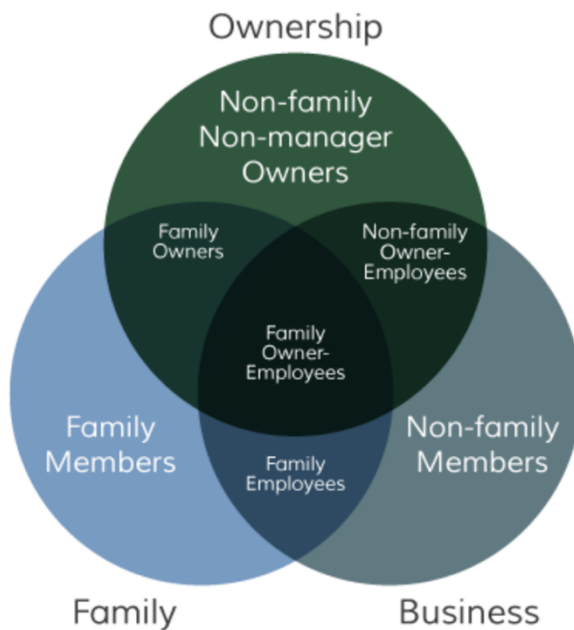 Ownership
Non-family
Non-manager
Owners
Family
Owners
Non-family
Owner-
Employees
Family
Owner-
Employees
Family
Members
Non-family
Members
Family
Employees
Family
Business